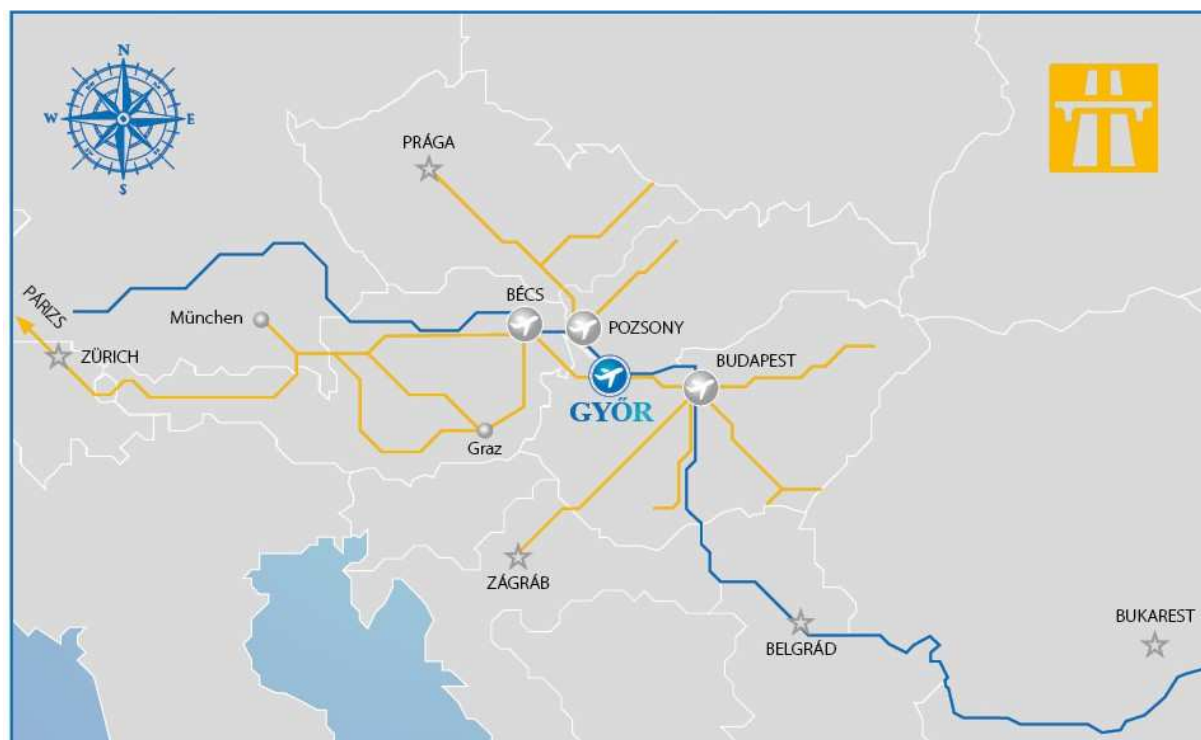 N
W
E
S
PRÁGA
PÁRIZS
BÉCS
München
POZSONY
ZÜRICH
BUDAPEST
GYŐR
Graz
ZÁGRÁB
BELGRÁD
BUKAREST